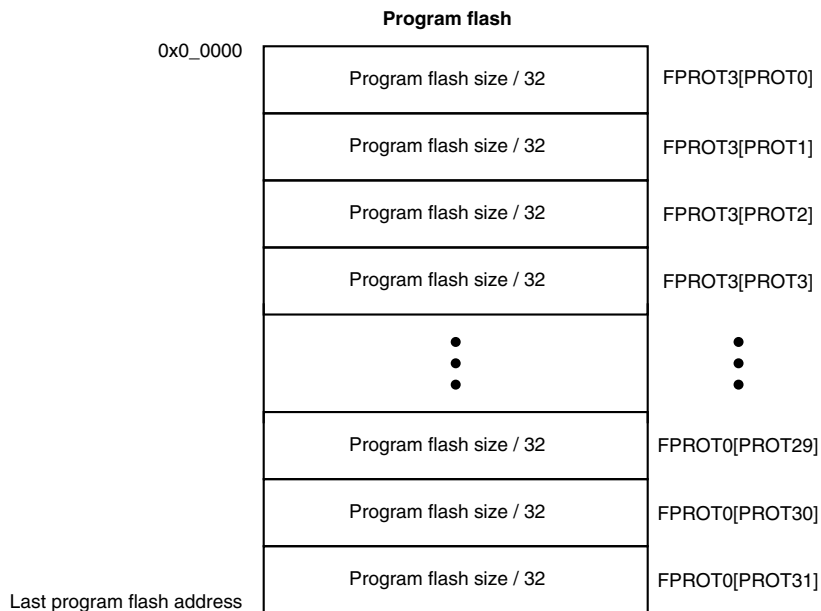 Program flash
0x0_0000
Program flash size / 32
FPROT3[PROT0]
Program flash size / 32
FPROT3[PROT1]
Program flash size / 32
FPROT3[PROT2]
Program flash size / 32
FPROT3[PROT3]
Program flash size / 32
FPROT0[PROT29]
Program flash size / 32
FPROT0[PROT30]
Program flash size / 32
FPROT0[PROT31]
Last program flash address